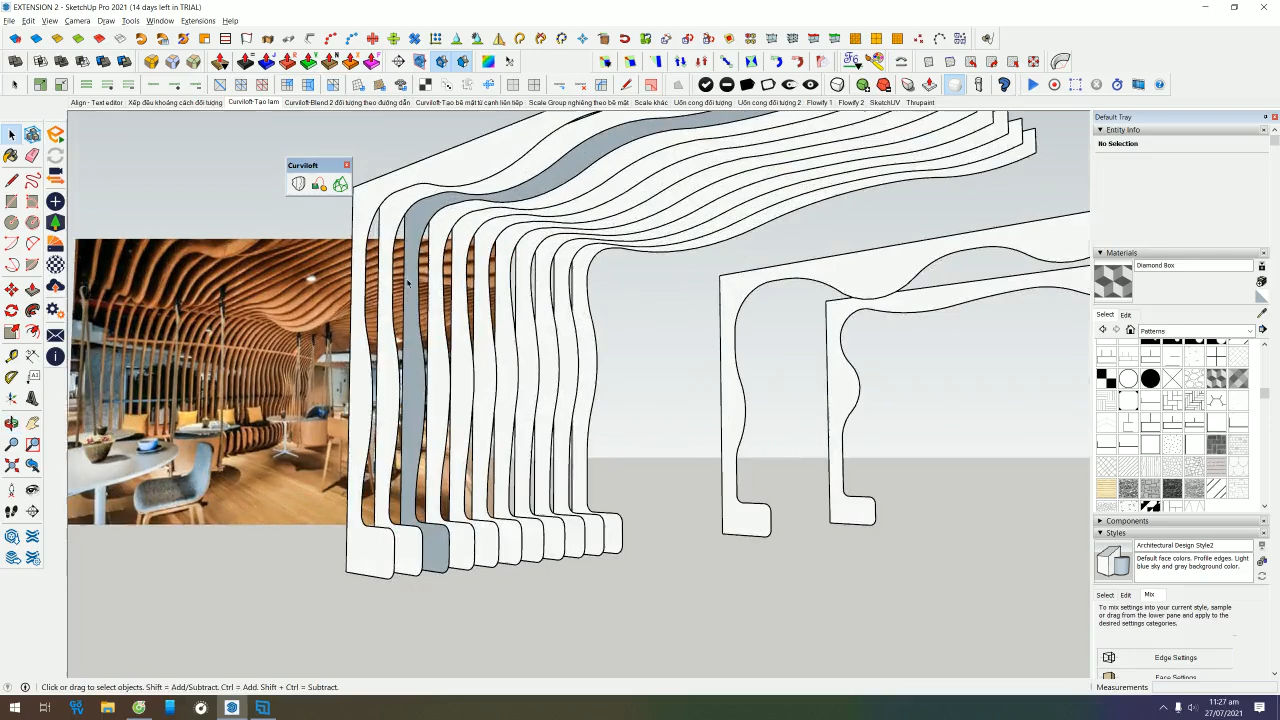 EXTENSION 2 - SketchUp Pro 2021 (14 days left in TRIAL)
File Edit View Camera Draw Tools Window Extensions Help
Align - Text editor Xếp đều khoảng cách đối tượng Curviloft-Tạo lam Curviloft-Blend 2 đối tượng theo đường dẫn Curviloft-Tạo bề mặt từ cạnh liên tiếp Scale Group nghiêng theo bề mặt Scale khác Uốn cong đối tượng Uốn cong đối tượng 2 Flowify 1 Flowify 2 SketchUV Thrupaint
Default Tray
Entity Info
No Selection
Curviloft
Materials
Diamond Box
Select Edit
Patterns
Components
Styles
Architectural Design Style2
Default face colors. Profile edges. Light
blue sky and gray background color.
Select Edit Mix
To mix settings into your current style, sample
or drag from the lower pane and apply to the
desired settings categories.
Edge Settings
Face Settings
Click or drag to select objects. Shift = Add/Subtract. Ctrl = Add. Shift + Ctrl = Subtract.
Measurements
11:27 am
27/07/2021